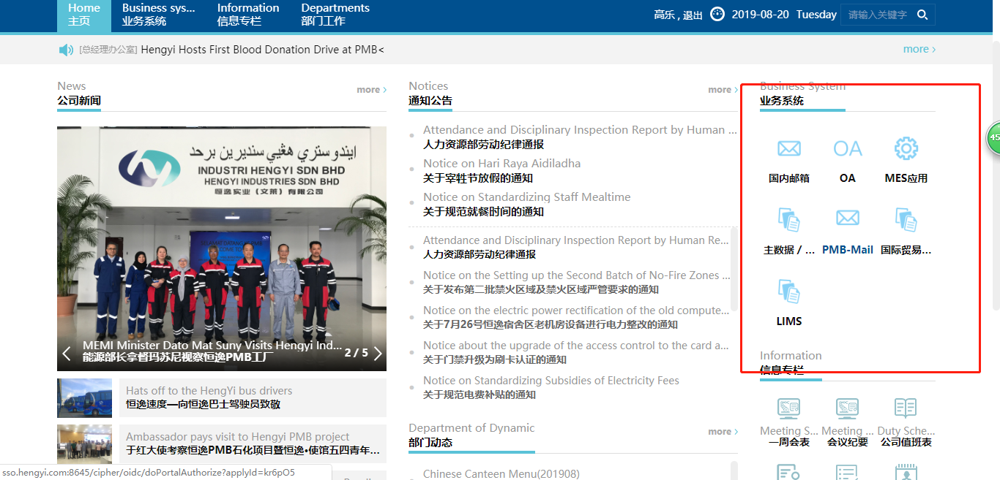 Home
主页
Business sys...
业务系统
Information
信息专栏
Departments
部门工作
高乐 , 退出
2019-08-20 Tuesday
请输入关键字
[总经理办公室] Hengyi Hosts First Blood Donation Drive at PMB<
more >
News
公司新闻
more >
ايندوستري هڤيي سنديرين برحد
INDUSTRI HENGYI SDN BHD
HENGYI INDUSTRIES SDN BHD
恒逸实业（文莱）有限公司
MEMI Minister Dato Mat Suny Visits Hengyi Ind...
能源部长拿督玛苏尼视察恒逸PMB工厂
2 / 5
Hats off to the HengYi bus drivers
恒逸速度—向恒逸巴士驾驶员致敬
Ambassador pays visit to Hengyi PMB project
于红大使考察恒逸PMB石化项目暨恒逸•使馆五四青年...
sso.hengyi.com:8645/cipher/oidc/doPortalAuthorize?applyId=kr6pO5
Notices
通知公告
more >
Attendance and Disciplinary Inspection Report by Human ...
人力资源部劳动纪律通报
Notice on Hari Raya Aidiladha
关于宰牲节放假的通知
Notice on Standardizing Staff Mealtime
关于规范就餐时间的通知
Attendance and Disciplinary Inspection Report by Human Re...
人力资源部劳动纪律通报
Notice on the Setting up the Second Batch of No-Fire Zones ...
关于发布第二批禁火区域及禁火区域严管要求的通知
Notice on the electric power rectification of the old compute...
关于7月26号恒逸宿舍区老机房设备进行电力整改的通知
Notice about the upgrade of the access control to the card a...
关于门禁升级为刷卡认证的通知
Notice on Standardizing Subsidies of Electricity Fees
关于规范电费补贴的通知
Department of Dynamic
部门动态
more >
Chinese Canteen Menu(201908)
Business System
业务系统
OA
国内邮箱
OA
MES应用
主数据 / ...
PMB-Mail
国际贸易...
LIMS
Information
信息专栏
Meeting S...
一周会表
Meeting ...
会议纪要
Duty Sche...
公司值班表
45